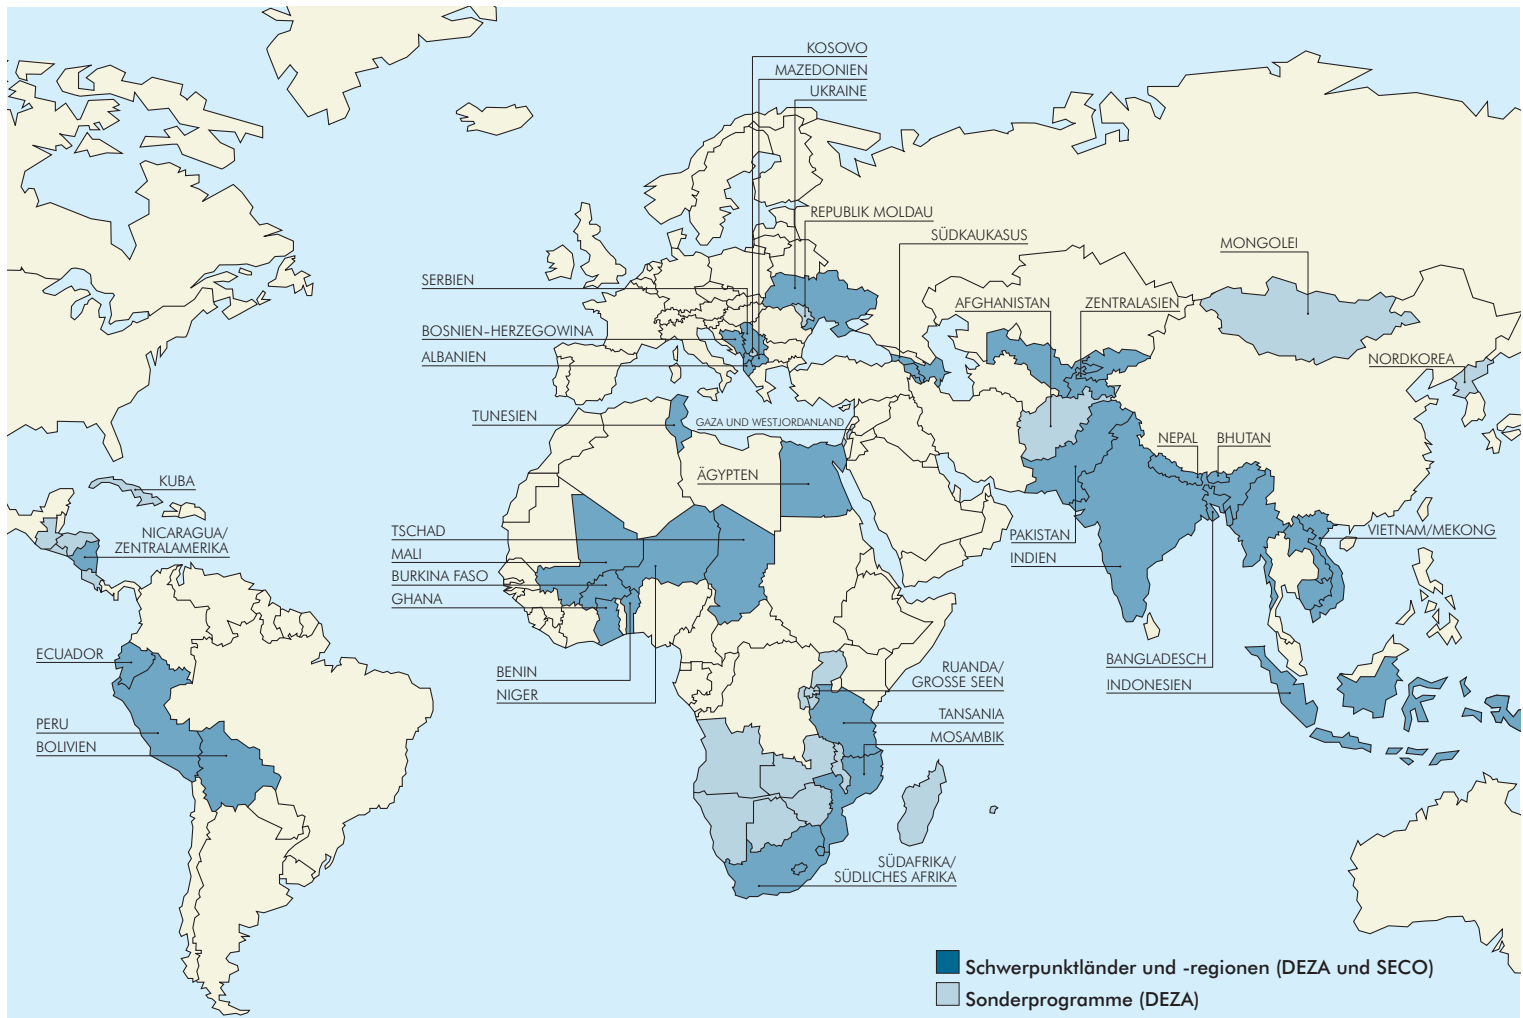 KOSOVO
MAZEDONIEN
UKRAINE
REPUBLIK MOLDAU
SÜDKAUKASUS
MONGOLEI
SERBIEN
AFGHANISTAN
ZENTRALASIEN
BOSNIEN-HERZEGOWINA
ALBANIEN
NORDKOREA
TUNESIEN
GAZA UND WESTJORDANLAND
NEPAL
BHUTAN
ÄGYPTEN
KUBA
NICARAGUA/
ZENTRALAMERIKA
TSCHAD
MALI
BURKINA FASO
GHANA
PAKISTAN
INDIEN
VIETNAM/MEKONG
ECUADOR
BENIN
NIGER
RUANDA/
GROSSE SEEN
BANGLADESCH
INDONESIEN
PERU
BOLIVIEN
TANSANIA
MOSAMBIK
SÜDAFRIKA/
SÜDLICHES AFRIKA
Schwerpunktländer und -regionen (DEZA und SECO)
Sonderprogramme (DEZA)